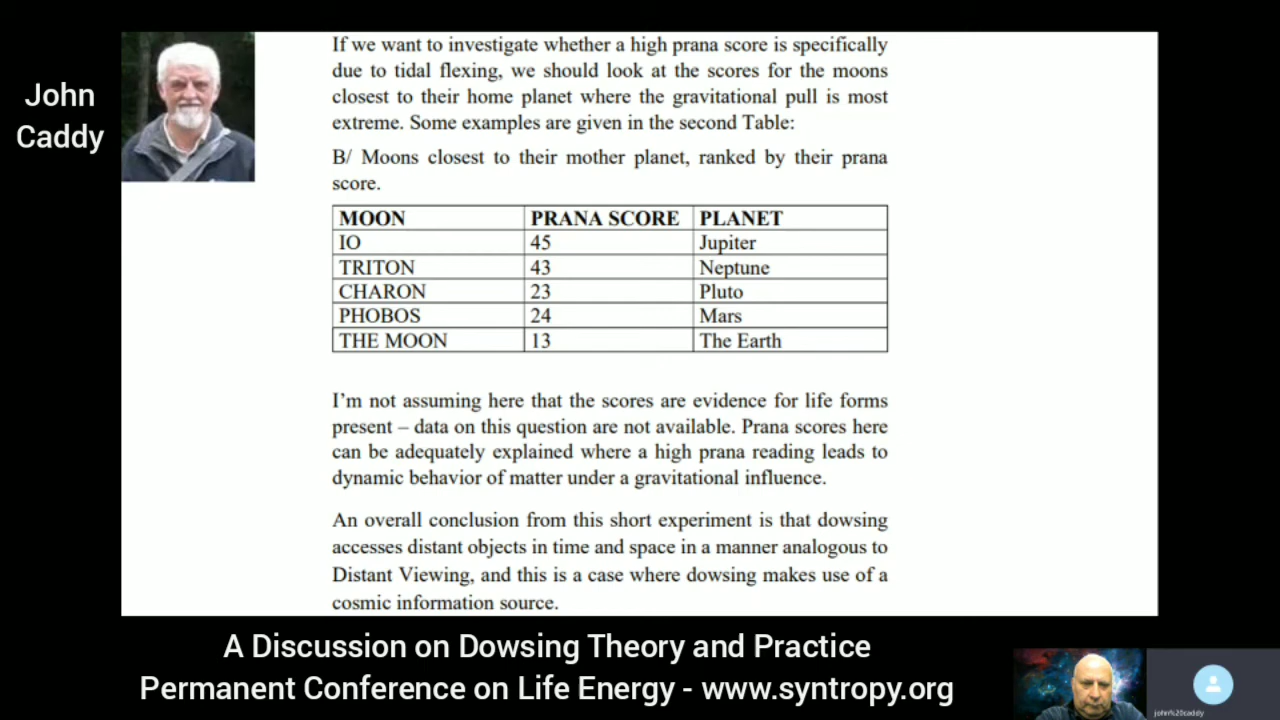 John
Caddy
If we want to investigate whether a high prana score is specifically
due to tidal flexing, we should look at the scores for the moons
closest to their home planet where the gravitational pull is most
extreme. Some examples are given in the second Table:
B/ Moons closest to their mother planet, ranked by their prana
score.
MOON PRANA SCORE PLANET
IO 45 Jupiter
TRITON 43 Neptune
CHARON 23 Pluto
PHOBOS 24 Mars
THE MOON 13 The Earth
I'm not assuming here that the scores are evidence for life forms
present – data on this question are not available. Prana scores here
can be adequately explained where a high prana reading leads to
dynamic behavior of matter under a gravitational influence.
An overall conclusion from this short experiment is that dowsing
accesses distant objects in time and space in a manner analogous to
Distant Viewing, and this is a case where dowsing makes use of a
cosmic information source.
A Discussion on Dowsing Theory and Practice
Permanent Conference on Life Energy - www.syntropy.org
john%20caddy